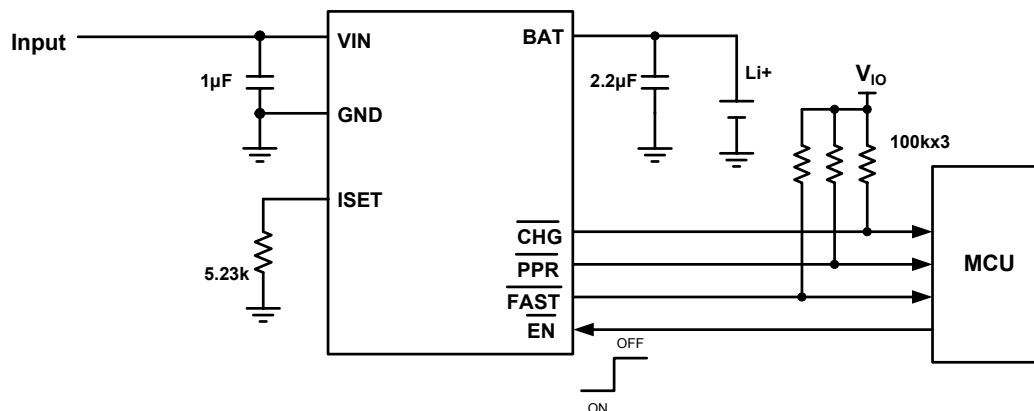 Input
VIN
BAT
1µF
2.2µF
Li+
V_IO
GND
100kx3
ISET
5.23k
CHG
PPR
FAST
EN
MCU
OFF
ON